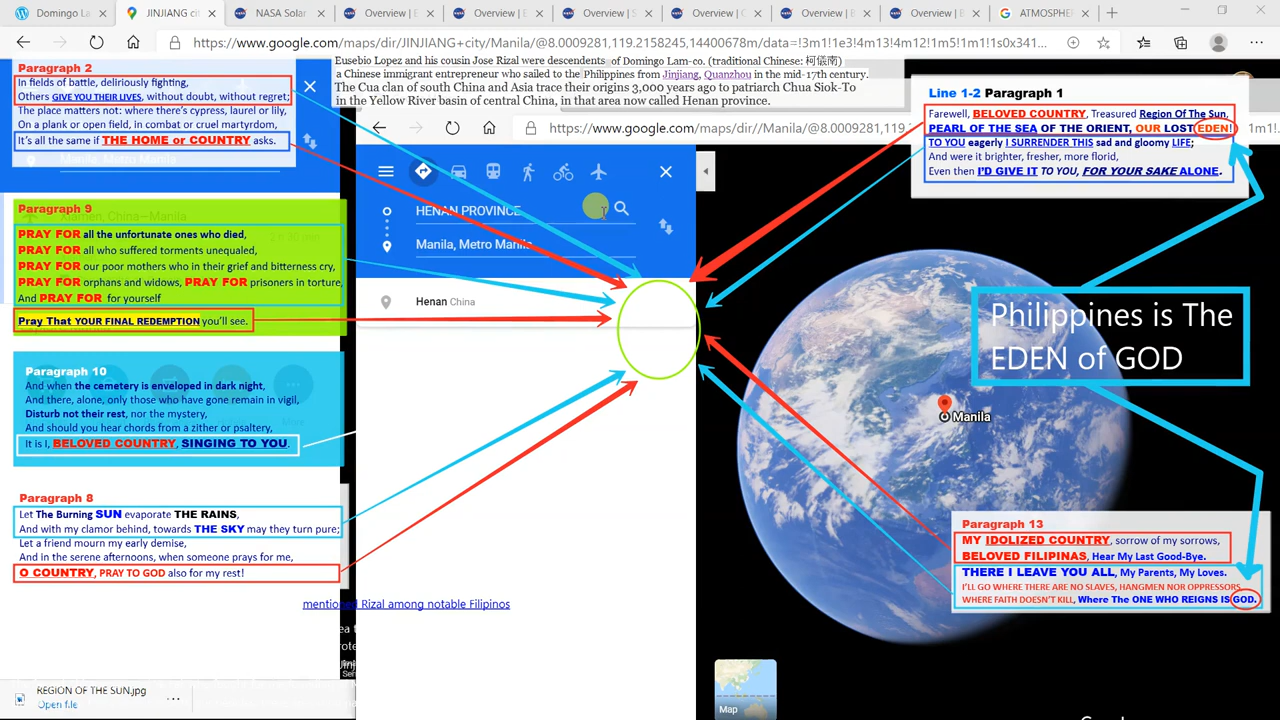 Domingo La
JINJIANG cit
NASA Solar
Overview | E
Overview | E
Overview | S
Overview | C
Overview | B
Overview | B
ATMOSPHE
https://www.google.com/maps/dir/JINJIANG+city/Manila/@8.0009281,119.2158245,14400678m/data=!3m1!1e3!4m13!4m12!1m5!1m1!1s0x341...
Paragraph 2
In fields of battle, deliriously fighting,
Others GIVE YOU THEIR LIVES, without doubt, without regret;
The place matters not: where there's cypress, laurel or lily,
On a plank or open field, in combat or cruel martyrdom,
It's all the same if THE HOME or COUNTRY asks.
Manila, Metro Manila
Eusebio Lopez and his cousin Jose Rizal were descendents of Domingo Lam-co. (traditional Chinese: 柯儀南)
a Chinese immigrant entrepreneur who sailed to the Philippines from Jinjiang, Quanzhou in the mid-17th century.
The Cua clan of south China and Asia trace their origins 3,000 years ago to patriarch Chua Siok-To
in the Yellow River basin of central China, in that area now called Henan province.
https://www.google.com/maps/dir//Manila/@8.0009281,119.
HENAN PROVINCE
Manila, Metro Manila
Henan China
Line 1-2 Paragraph 1
Farewell, BELOVED COUNTRY, Treasured Region Of The Sun,
PEARL OF THE SEA OF THE ORIENT, OUR LOST EDEN!
TO YOU eagerly I SURRENDER THIS sad and gloomy LIFE;
And were it brighter, fresher, more florid,
Even then I'D GIVE IT TO YOU, FOR YOUR SAKE ALONE.
Paragraph 9
Xiamen, China—Manila
PRAY FOR all the unfortunate ones who died,
PRAY FOR all who suffered torments unequaled,
PRAY FOR our poor mothers who in their grief and bitterness cry,
PRAY FOR orphans and widows, PRAY FOR prisoners in torture,
And PRAY FOR for yourself
Pray That YOUR FINAL REDEMPTION you'll see.
Paragraph 10
And when the cemetery is enveloped in dark night,
And there, alone, only those who have gone remain in vigil,
Disturb not their rest, nor the mystery,
And should you hear chords from a zither or psaltery,
It is I, BELOVED COUNTRY, SINGING TO YOU.
Paragraph 8
Let The Burning SUN evaporate THE RAINS,
And with my clamor behind, towards THE SKY may they turn pure;
Let a friend mourn my early demise,
And in the serene afternoons, when someone prays for me,
O COUNTRY, PRAY TO GOD also for my rest!
mentioned Rizal among notable Filipinos
Philippines is The
EDEN of GOD
Manila
Paragraph 13
MY IDOLIZED COUNTRY, sorrow of my sorrows,
BELOVED FILIPINAS, Hear My Last Good-Bye.
THERE I LEAVE YOU ALL, My Parents, My Loves.
I'LL GO WHERE THERE ARE NO SLAVES, HANGMEN NOR OPPRESSORS,
WHERE FAITH DOESN'T KILL, Where The ONE WHO REIGNS IS GOD.
REGION OF THE SUN.jpg
Open file
Map